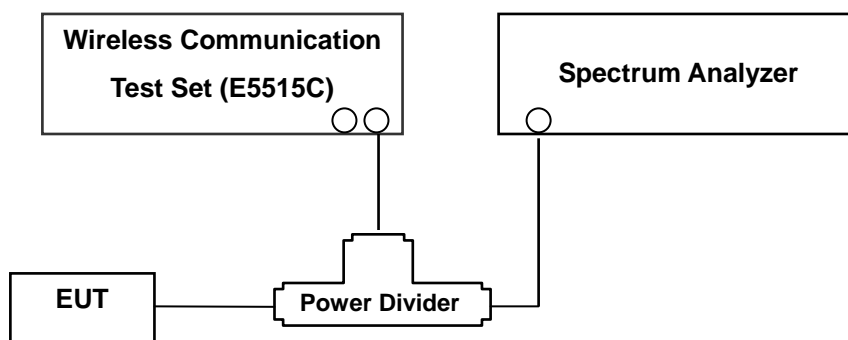 Wireless Communication
Test Set (E5515C)
Spectrum Analyzer
EUT
Power Divider